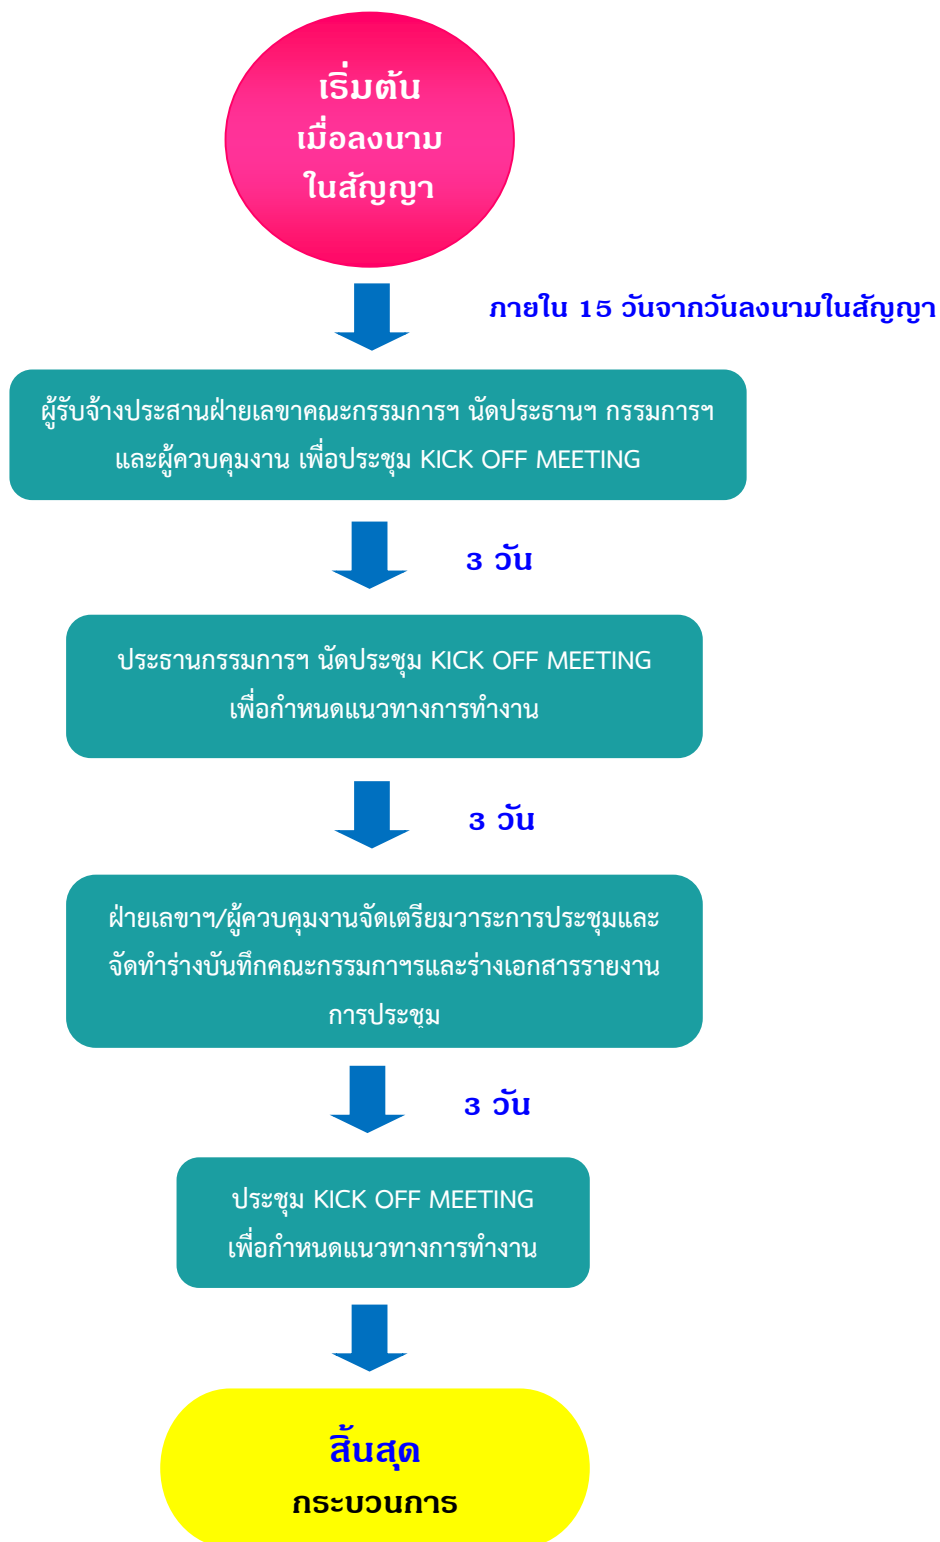 เริ่มต้น
เมื่อลงนาม
ในสัญญา
ภายใน 15 วันจากวันลงนามในสัญญา
ผู้รับจ้างประสานฝ่ายเลขาคณะกรรมการฯ นัดประธานฯ กรรมการฯ
และผู้ควบคุมงาน เพื่อประชุม KICK OFF MEETING
3 วัน
ประธานกรรมการฯ นัดประชุม KICK OFF MEETING
เพื่อกำหนดแนวทางการทำงาน
3 วัน
ฝ่ายเลขาฯ/ผู้ควบคุมงานจัดเตรียมวาระการประชุมและ
จัดทำร่างบันทึกคณะกรรมกาฯรและร่างเอกสารรายงาน
การประชุม
3 วัน
ประชุม KICK OFF MEETING
เพื่อกำหนดแนวทางการทำงาน
สิ้นสุด
กระบวนการ